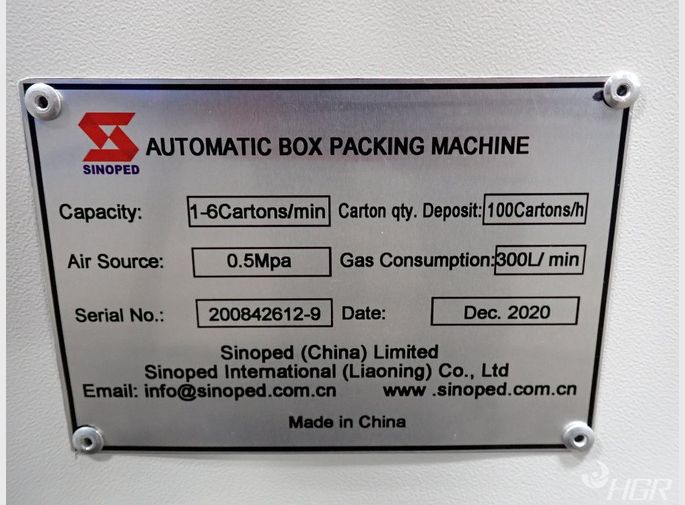 SINOPED
AUTOMATIC BOX PACKING MACHINE
Capacity: 1-6Cartons/min Carton qty. Deposit: 100Cartons/h
Air Source: 0.5Mpa Gas Consumption: 300L/ min
Serial No.: 200842612-9 Date: Dec. 2020
Sinoped (China) Limited
Sinoped International (Liaoning) Co., Ltd
Email: info@sinoped.com.cn www .sinoped.com.cn
Made in China
HGR